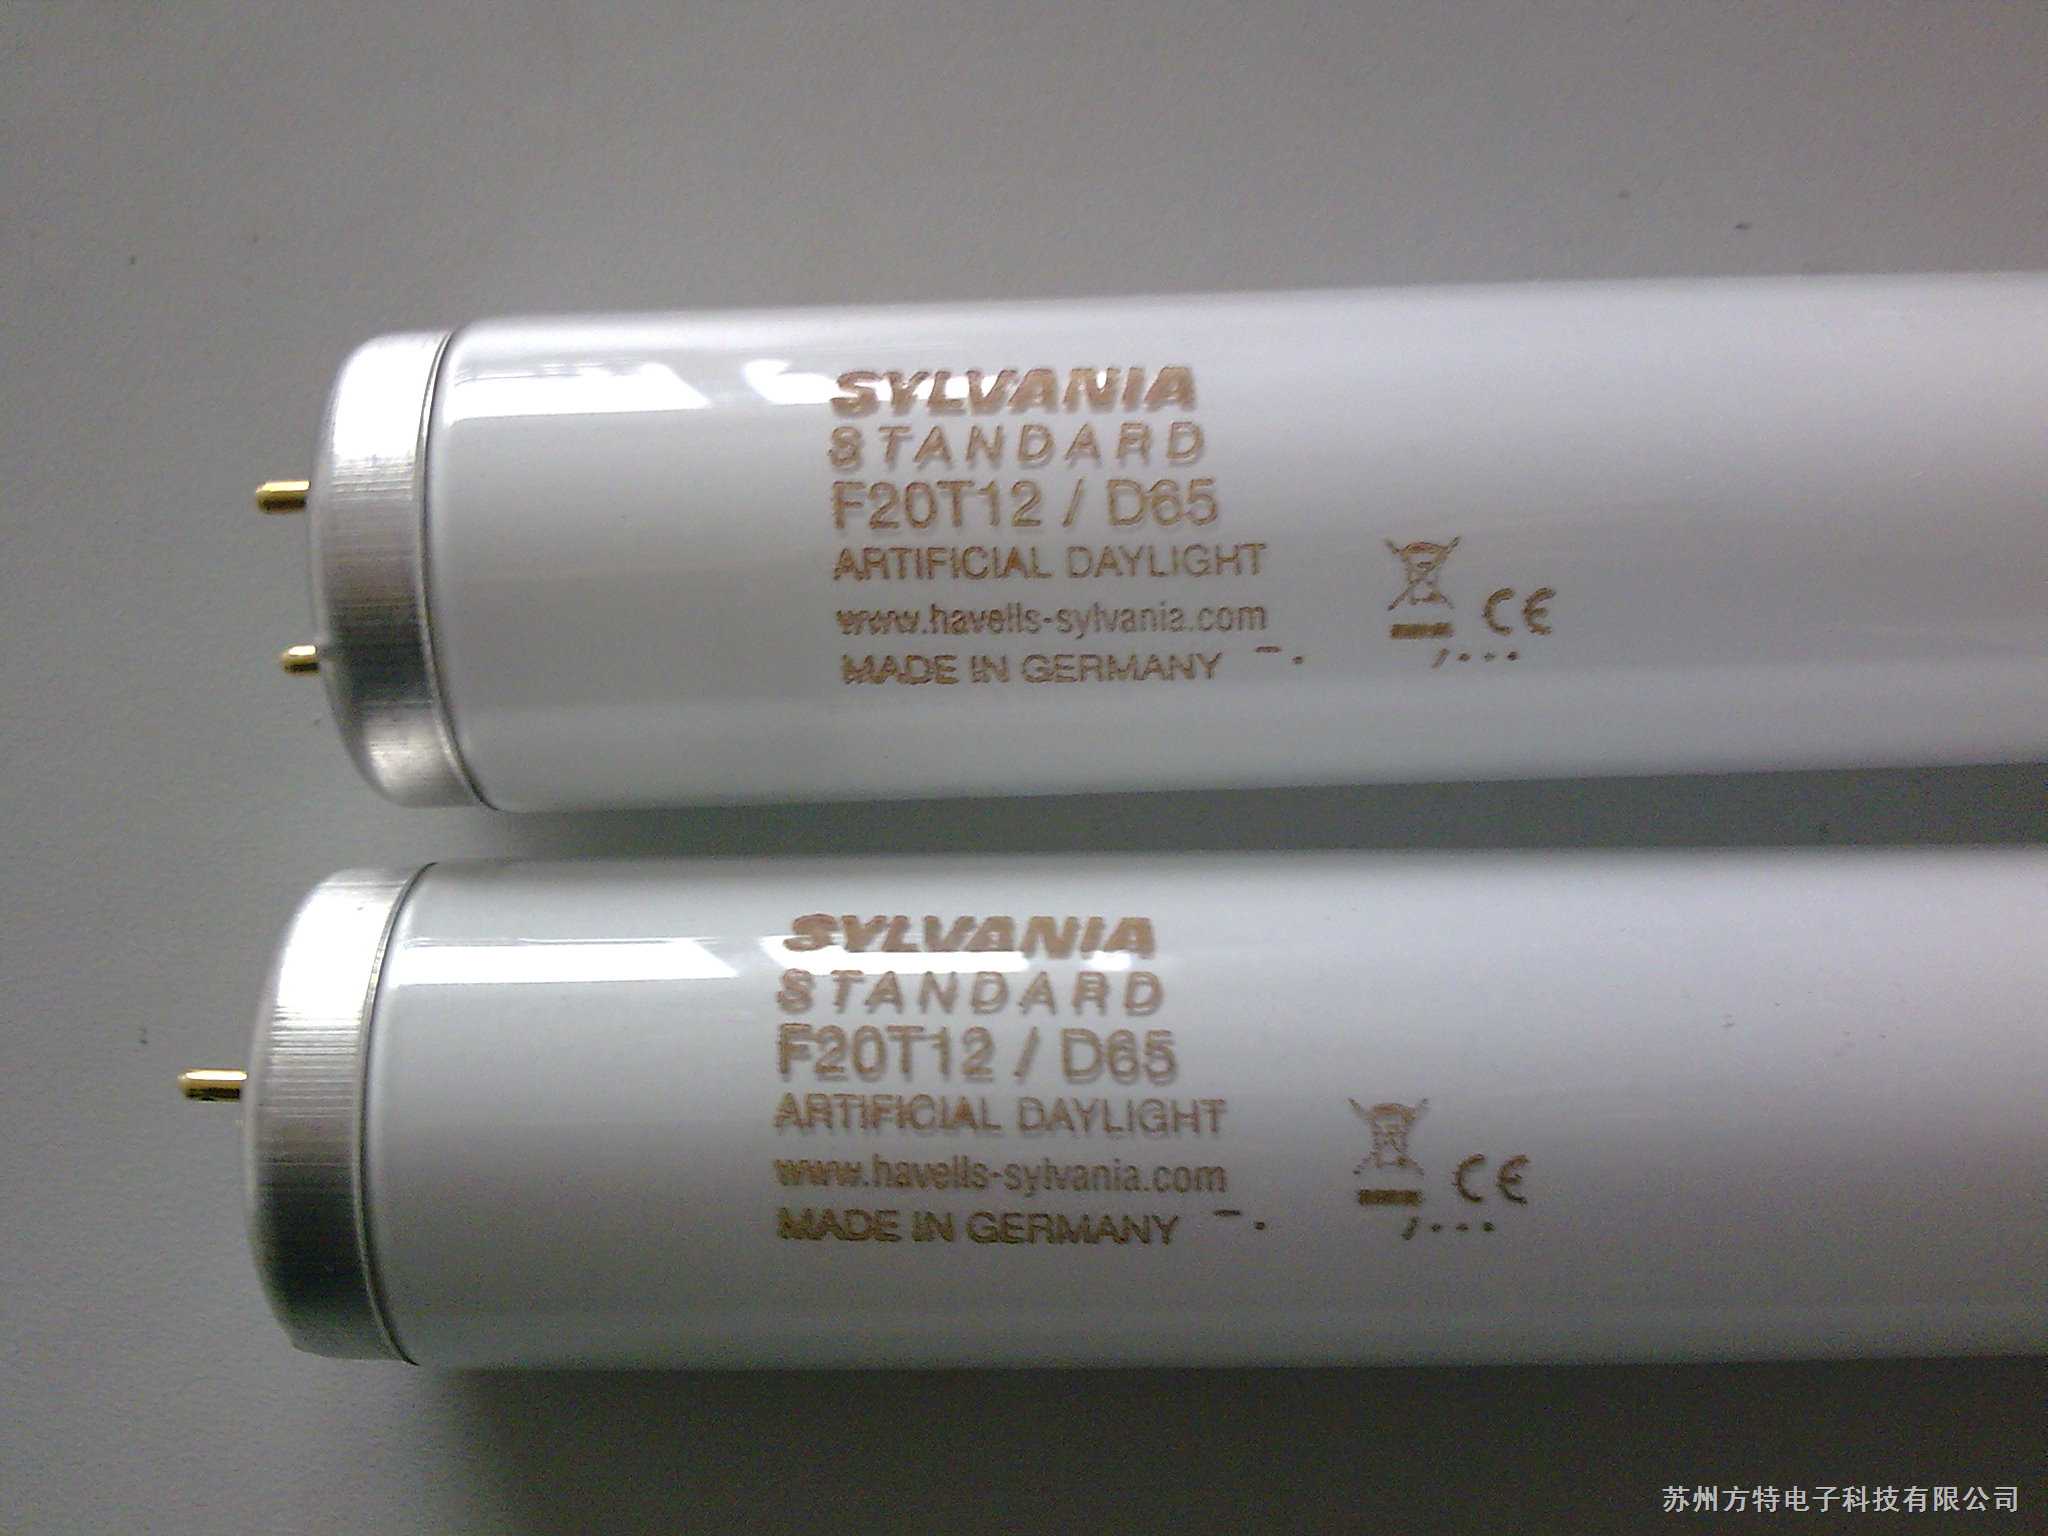 SYLVANIA
STANDARD
F20T12 / D65
ARTIFICIAL DAYLIGHT
www.havells-sylvania.com
MADE IN GERMANY
CE
SYLVANIA
STANDARD
F20T12 / D65
ARTIFICIAL DAYLIGHT
www.havells-sylvania.com
MADE IN GERMANY
CE
苏州方特电子科技有限公司